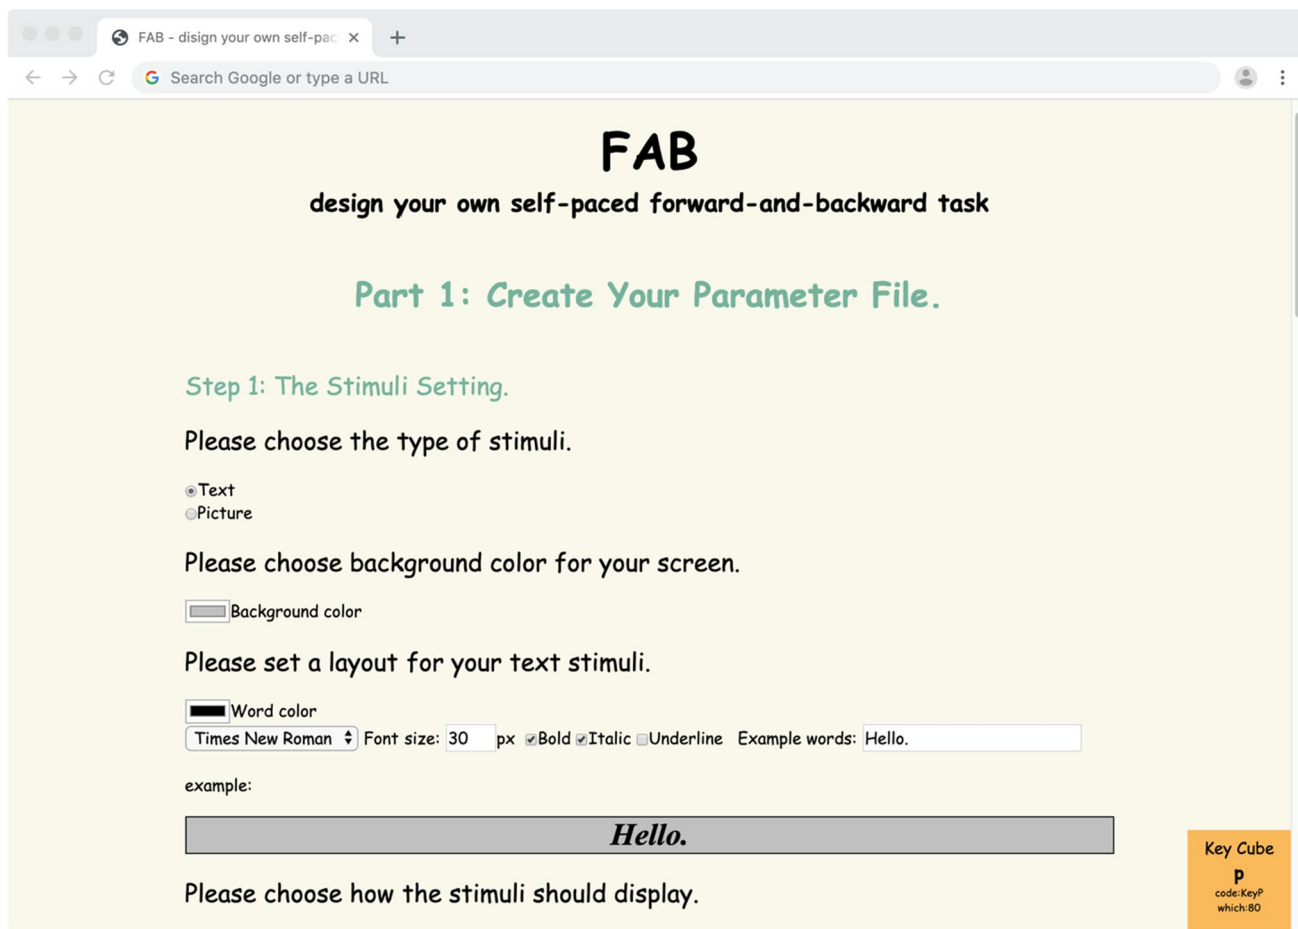 FAB - disign your own self-pac
Search Google or type a URL
FAB
design your own self-paced forward-and-backward task
Part 1: Create Your Parameter File.
Step 1: The Stimuli Setting.
Please choose the type of stimuli.
Text
Picture
Please choose background color for your screen.
Background color
Please set a layout for your text stimuli.
Word color
Times New Roman Font size: 30 px Bold Italic Underline Example words: Hello.
example:
Hello.
Please choose how the stimuli should display.
Key Cube
p
code:KeyP
which:80